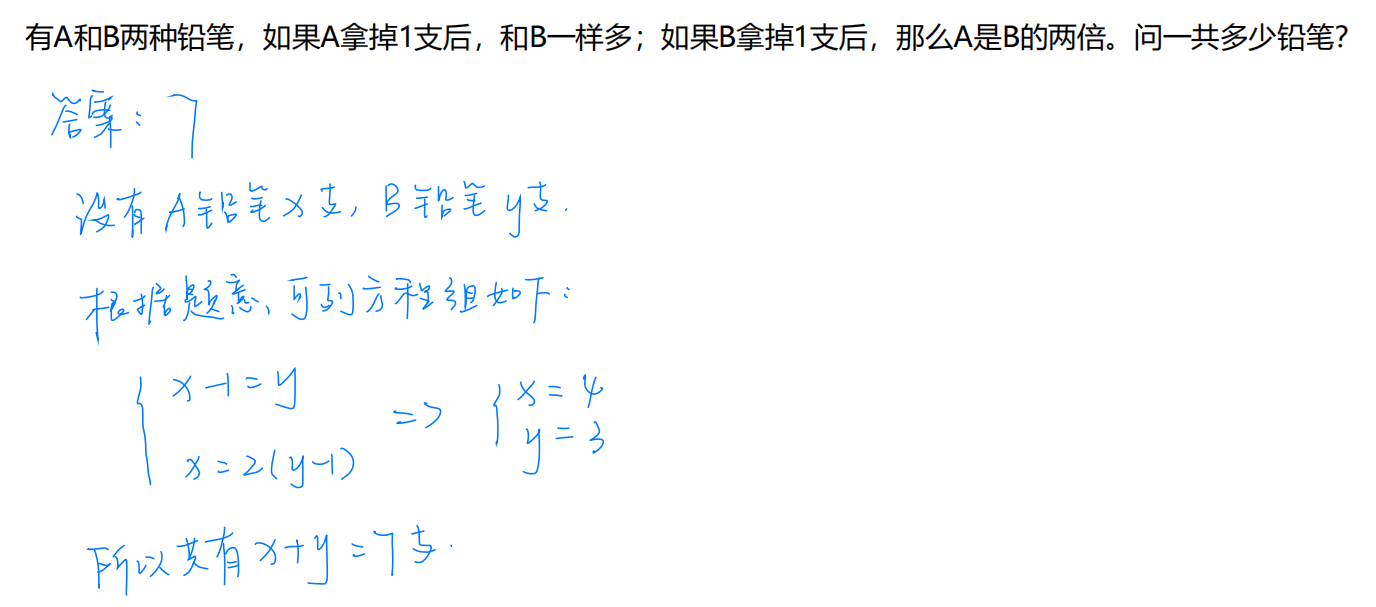 有A和B两种铅笔，如果A拿掉1支后，和B一样多；如果B拿掉1支后，那么A是B的两倍。问一共多少铅笔？
答案：7
设有A铅笔x支，B铅笔y支.
根据题意，可列方程组如下：
{ x-1=y
x=2(y-1)
=> { x=4
y=3
所以共有x+y=7支.